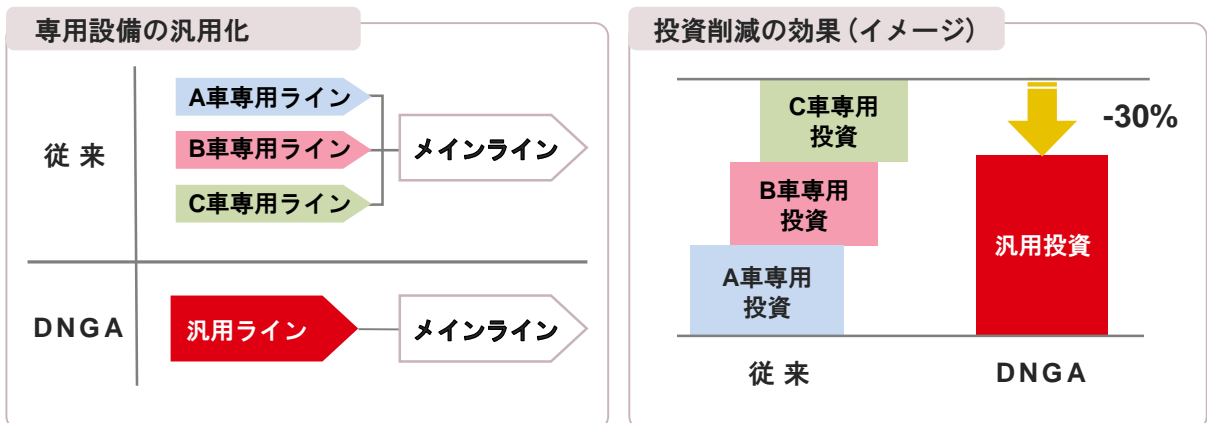 専用設備の汎用化
従来
A車専用ライン
B車専用ライン
C車専用ライン
メインライン
DNGA
汎用ライン
メインライン
投資削減の効果（イメージ）
C車専用
投資
B車専用
投資
A車専用
投資
-30%
汎用投資
従来
DNGA